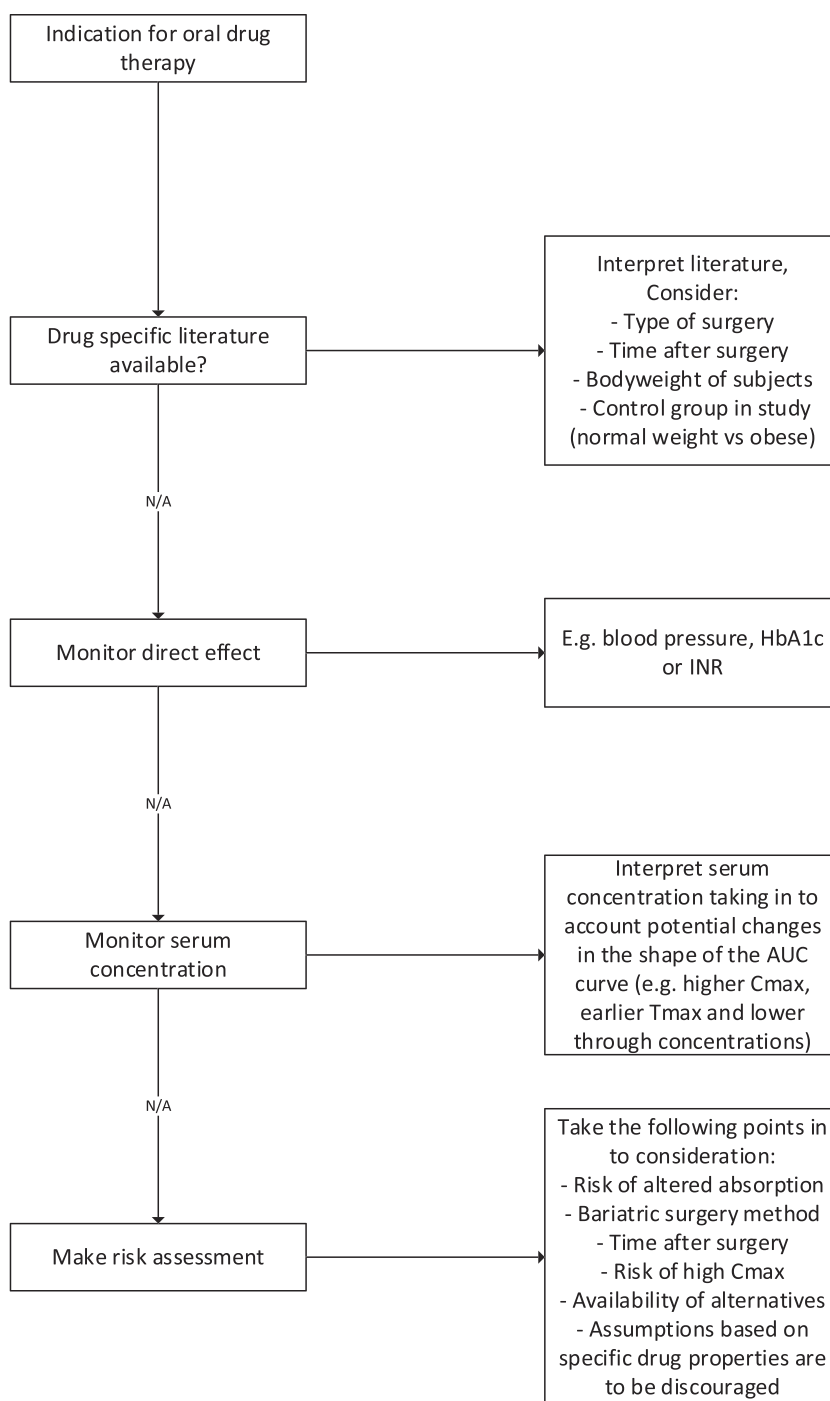 Indication for oral drug
therapy
Drug specific literature
available?
Interpret literature,
Consider:
- Type of surgery
- Time after surgery
- Bodyweight of subjects
- Control group in study
(normal weight vs obese)
N/A
Monitor direct effect
E.g. blood pressure, HbA1c
or INR
N/A
Monitor serum
concentration
Interpret serum
concentration taking in to
account potential changes
in the shape of the AUC
curve (e.g. higher Cmax,
earlier Tmax and lower
through concentrations)
N/A
Make risk assessment
Take the following points in
to consideration:
- Risk of altered absorption
- Bariatric surgery method
- Time after surgery
- Risk of high Cmax
- Availability of alternatives
- Assumptions based on
specific drug properties are
to be discouraged